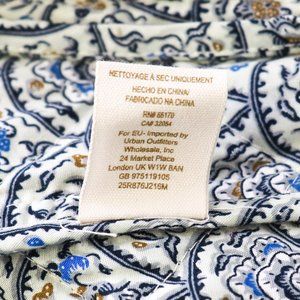 NETTOYAGE À SEC UNIQUEMENT
HECHO EN CHINA/
FABRICADO NA CHINA
RN# 66170
CA# 32054
For EU- Imported by
Urban Outfitters
Wholesale, Inc
24 Market Place
London UK W1W 8AN
GB 975119105
25R876J215M